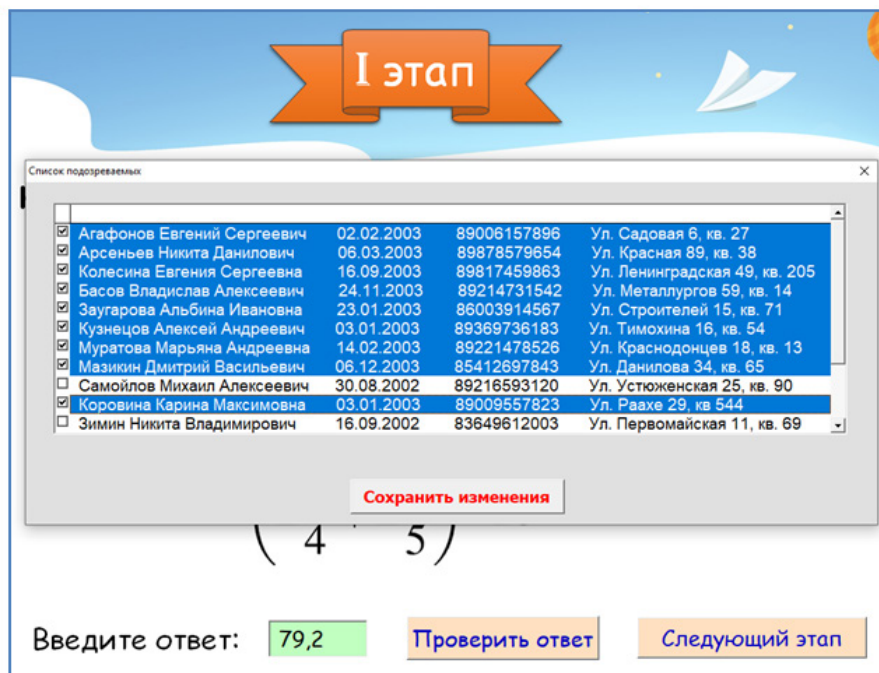 I этап
Список подозреваемых
Агафонов Евгений Сергеевич 02.02.2003 89006157896 Ул. Садовая 6, кв. 27
Арсеньев Никита Данилович 06.03.2003 89878579654 Ул. Красная 89, кв. 38
Колесина Евгения Сергеевна 16.09.2003 89817459863 Ул. Ленинградская 49, кв. 205
Басов Владислав Алексеевич 24.11.2003 89214731542 Ул. Металлургов 59, кв. 14
Заугарова Альбина Ивановна 23.01.2003 86003914567 Ул. Строителей 15, кв. 71
Кузнецов Алексей Андреевич 03.01.2003 89369736183 Ул. Тимохина 16, кв. 54
Муратова Марьяна Андреевна 14.02.2003 89221478526 Ул. Краснодонцев 18, кв. 13
Мазикин Дмитрий Васильевич 06.12.2003 85412697843 Ул. Данилова 34, кв. 65
Самойлов Михаил Алексеевич 30.08.2002 89216593120 Ул. Устюженская 25, кв. 90
Коровина Карина Максимовна 03.01.2003 89009557823 Ул. Раахе 29, кв 544
Зимин Никита Владимирович 16.09.2002 83649612003 Ул. Первомайская 11, кв. 69
Сохранить изменения
( 4 5 )
Введите ответ: 79,2 Проверить ответ Следующий этап